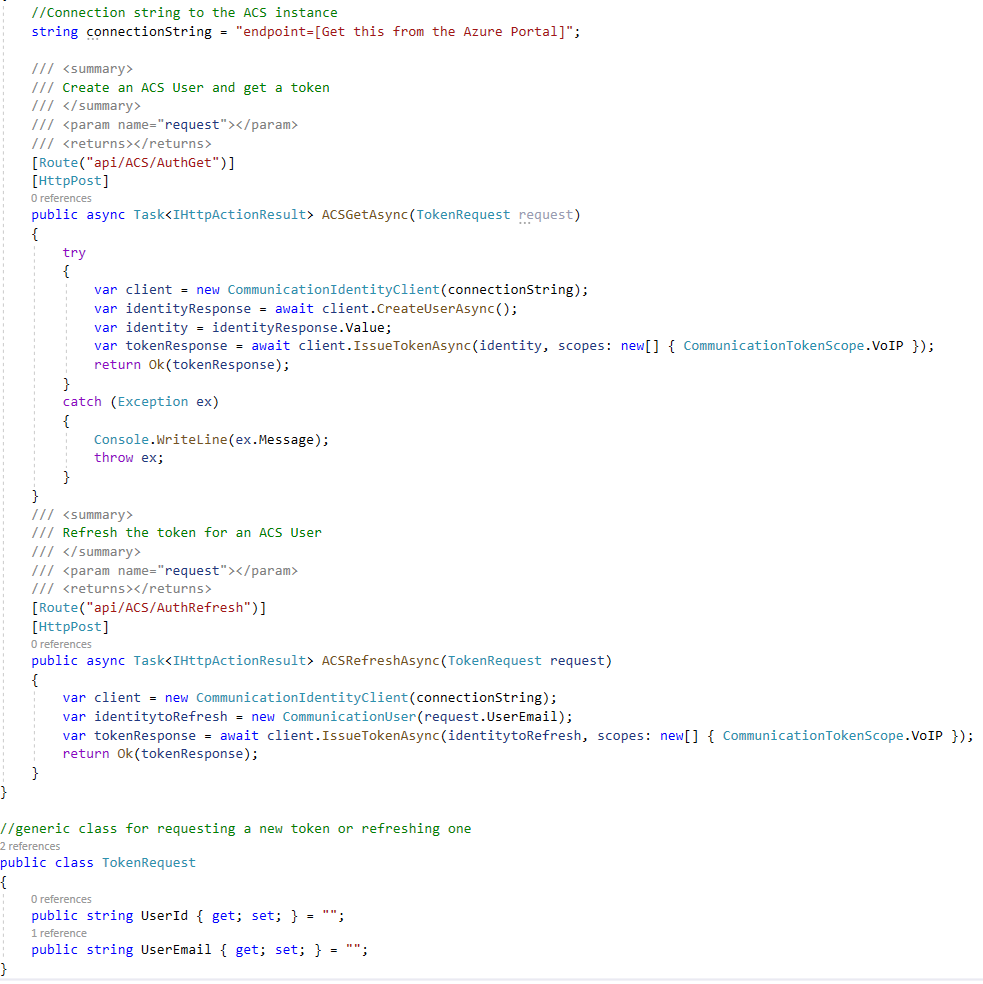 //Connection string to the ACS instance
string connectionString = "endpoint=[Get this from the Azure Portal]";
/// <summary>
/// Create an ACS User and get a token
/// </summary>
/// <param name="request"></param>
/// <returns></returns>
[Route("api/ACS/AuthGet")]
[HttpPost]
0 references
public async Task<IHttpActionResult> ACSGetAsync(TokenRequest request)
{
try
{
var client = new CommunicationIdentityClient(connectionString);
var identityResponse = await client.CreateUserAsync();
var identity = identityResponse.Value;
var tokenResponse = await client.IssueTokenAsync(identity, scopes: new[] { CommunicationTokenScope.VoIP });
return Ok(tokenResponse);
}
catch (Exception ex)
{
Console.WriteLine(ex.Message);
throw ex;
}
}
/// <summary>
/// Refresh the token for an ACS User
/// </summary>
/// <param name="request"></param>
/// <returns></returns>
[Route("api/ACS/AuthRefresh")]
[HttpPost]
0 references
public async Task<IHttpActionResult> ACSRefreshAsync(TokenRequest request)
{
var client = new CommunicationIdentityClient(connectionString);
var identitytoRefresh = new CommunicationUser(request.UserEmail);
var tokenResponse = await client.IssueTokenAsync(identitytoRefresh, scopes: new[] { CommunicationTokenScope.VoIP });
return Ok(tokenResponse);
}
}
//generic class for requesting a new token or refreshing one
2 references
public class TokenRequest
{
0 references
public string UserId { get; set; } = "";
1 reference
public string UserEmail { get; set; } = "";
}